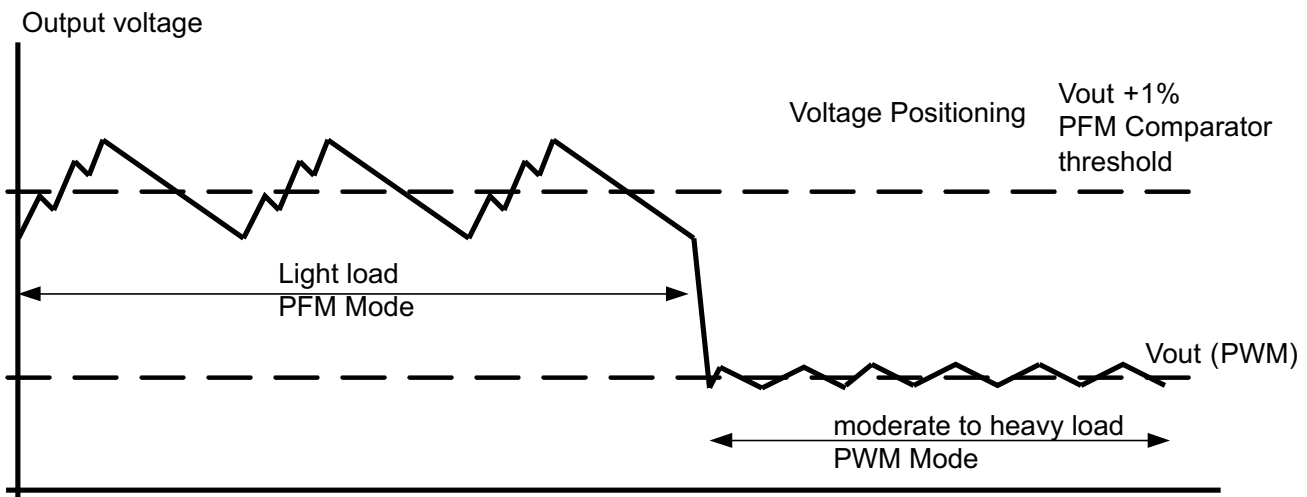 Output voltage
Voltage Positioning
Vout +1%
PFM Comparator
threshold
Light load
PFM Mode
Vout (PWM)
moderate to heavy load
PWM Mode